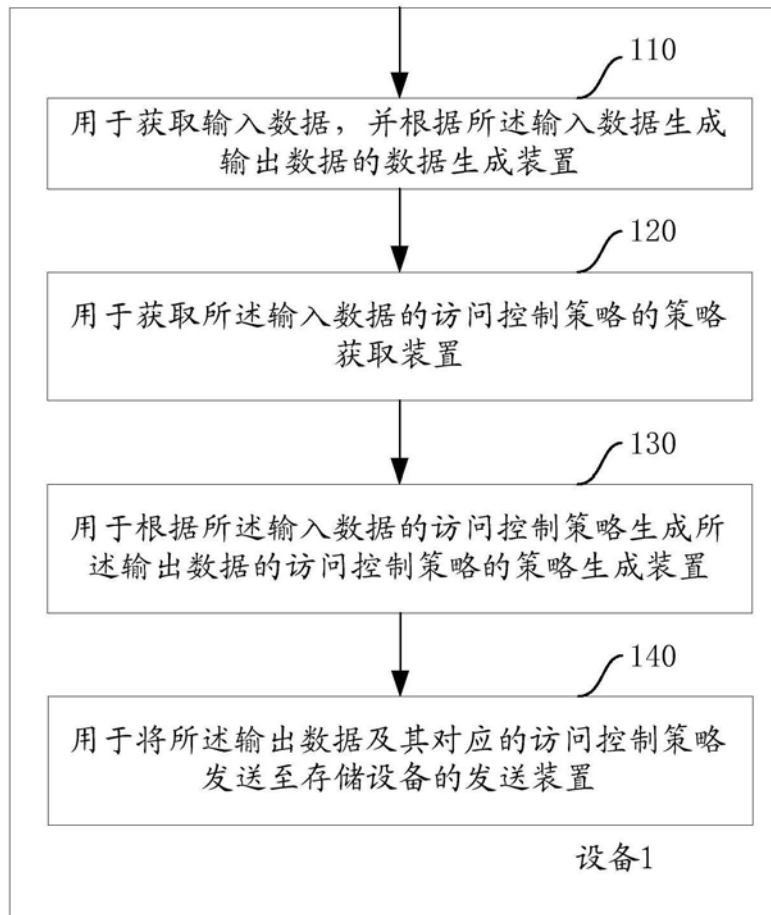 110
用于获取输入数据，并根据所述输入数据生成
输出数据的数据生成装置
120
用于获取所述输入数据的访问控制策略的策略
获取装置
130
用于根据所述输入数据的访问控制策略生成所
述输出数据的访问控制策略的策略生成装置
140
用于将所述输出数据及其对应的访问控制策略
发送至存储设备的发送装置
设备1